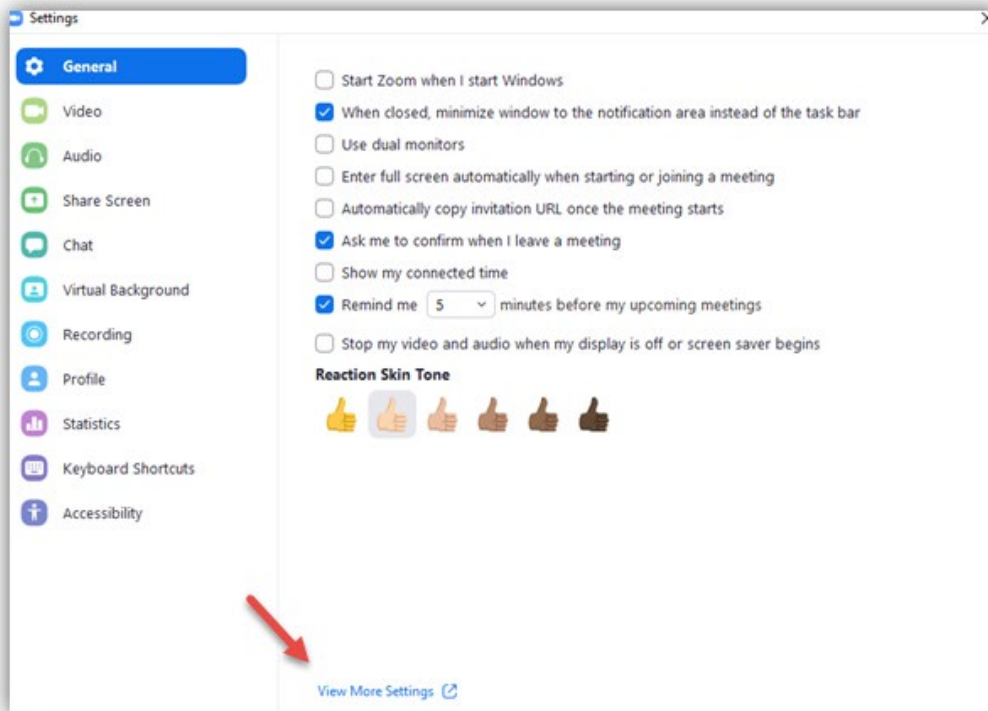 Settings
General
Video
Audio
Share Screen
Chat
Virtual Background
Recording
Profile
Statistics
Keyboard Shortcuts
Accessibility
Start Zoom when I start Windows
When closed, minimize window to the notification area instead of the task bar
Use dual monitors
Enter full screen automatically when starting or joining a meeting
Automatically copy invitation URL once the meeting starts
Ask me to confirm when I leave a meeting
Show my connected time
Remind me 5 minutes before my upcoming meetings
Stop my video and audio when my display is off or screen saver begins
Reaction Skin Tone
View More Settings